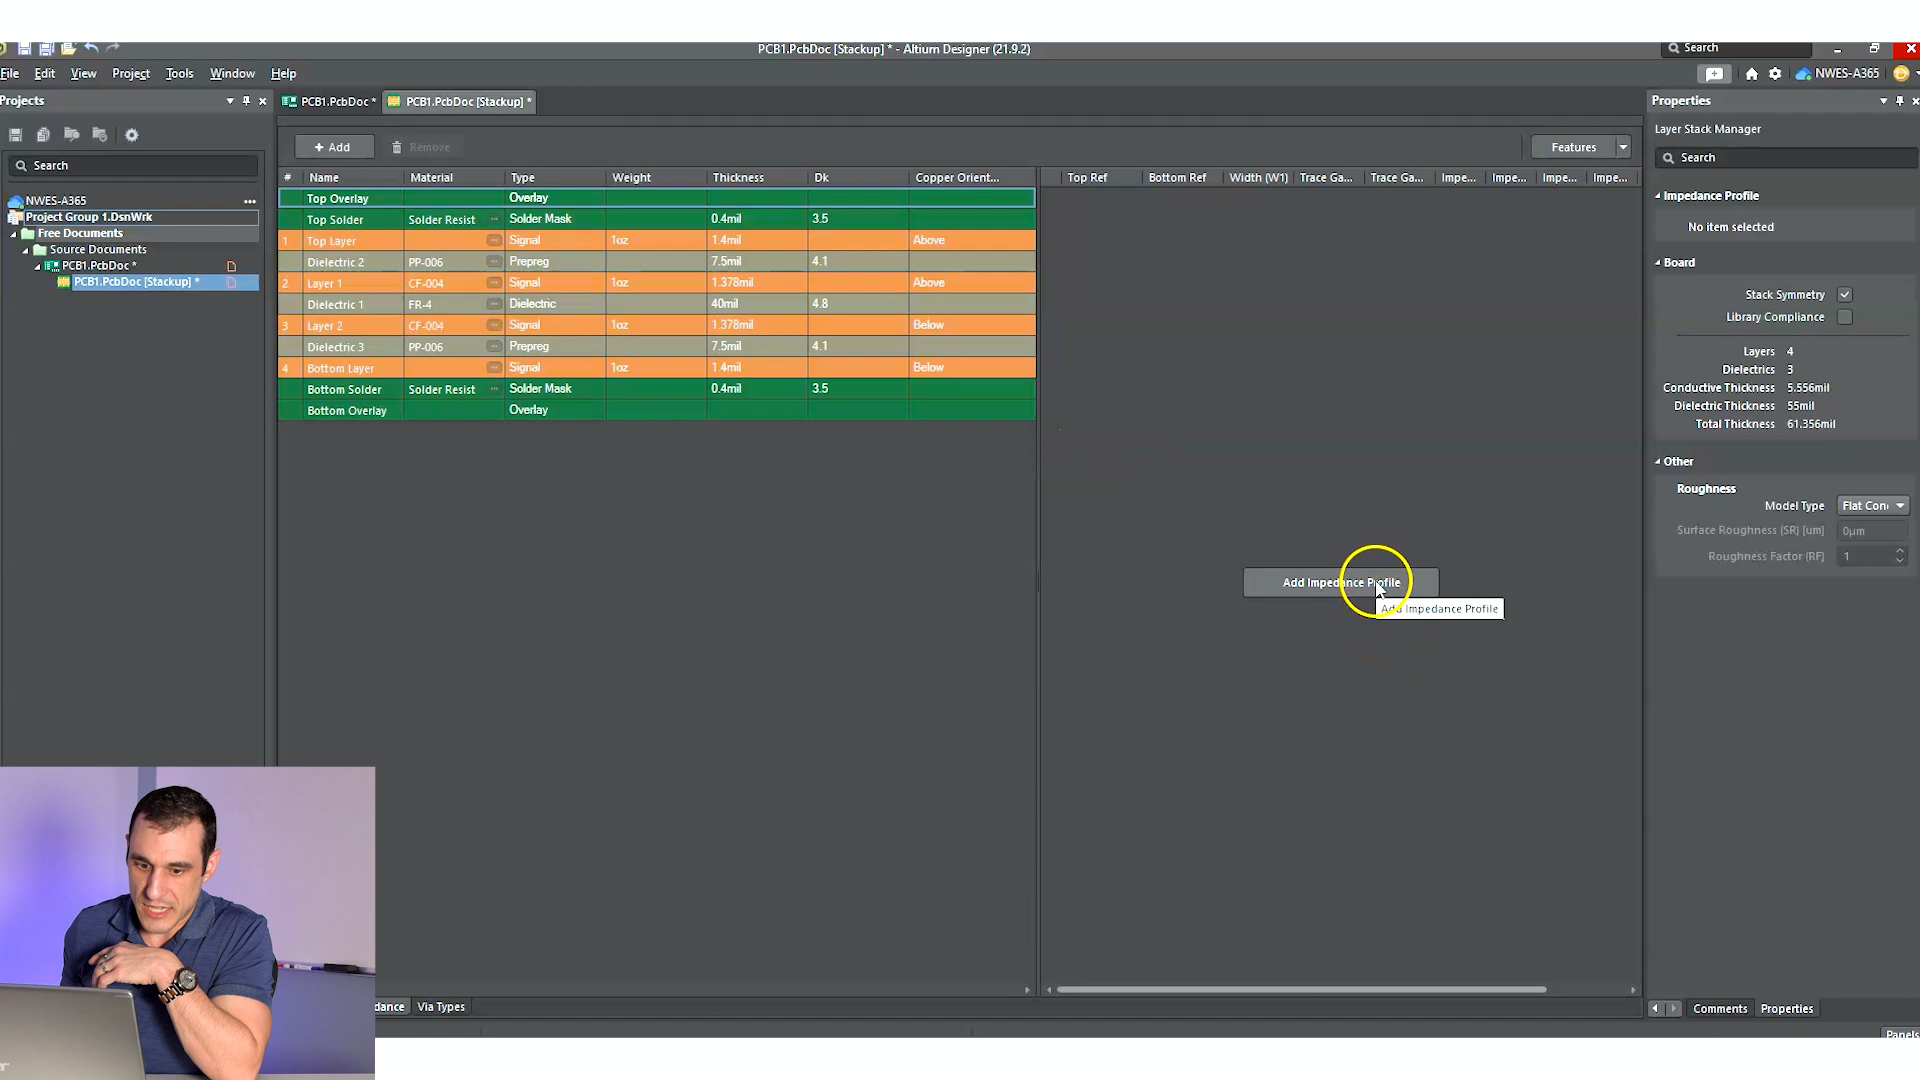 PCB1.PcbDoc [Stackup] * - Altium Designer (21.9.2)
Search
File Edit View Project Tools Window Help
NWES-A365
Projects
PCB1.PcbDoc *
PCB1.PcbDoc [Stackup] *
Properties
+ Add
Remove
Features
Layer Stack Manager
Search
Search
# Name Material Type Weight Thickness Dk Copper Orient...
Top Ref Bottom Ref Width (W1) Trace Ga... Trace Ga... Impe... Impe... Impe... Impe...
Top Overlay Overlay
Top Solder Solder Resist ... Solder Mask 0.4mil 3.5
1 Top Layer ... Signal 1oz 1.4mil Above
Dielectric 2 PP-006 ... Prepreg 7.5mil 4.1
2 Layer 1 CF-004 ... Signal 1oz 1.378mil Above
Dielectric 1 FR-4 ... Dielectric 40mil 4.8
3 Layer 2 CF-004 ... Signal 1oz 1.378mil Below
Dielectric 3 PP-006 ... Prepreg 7.5mil 4.1
4 Bottom Layer ... Signal 1oz 1.4mil Below
Bottom Solder Solder Resist ... Solder Mask 0.4mil 3.5
Bottom Overlay Overlay
NWES-A365 ...
Project Group 1.DsnWrk
Free Documents
Source Documents
PCB1.PcbDoc *
PCB1.PcbDoc [Stackup] *
Impedance Profile
No item selected
Board
Stack Symmetry
Library Compliance
Layers 4
Dielectrics 3
Conductive Thickness 5.556mil
Dielectric Thickness 55mil
Total Thickness 61.356mil
Other
Roughness
Model Type Flat Con
Surface Roughness (SR) [um] 0µm
Roughness Factor (RF) 1
Add Impedance Profile
Add Impedance Profile
dance Via Types
Comments Properties
Panels